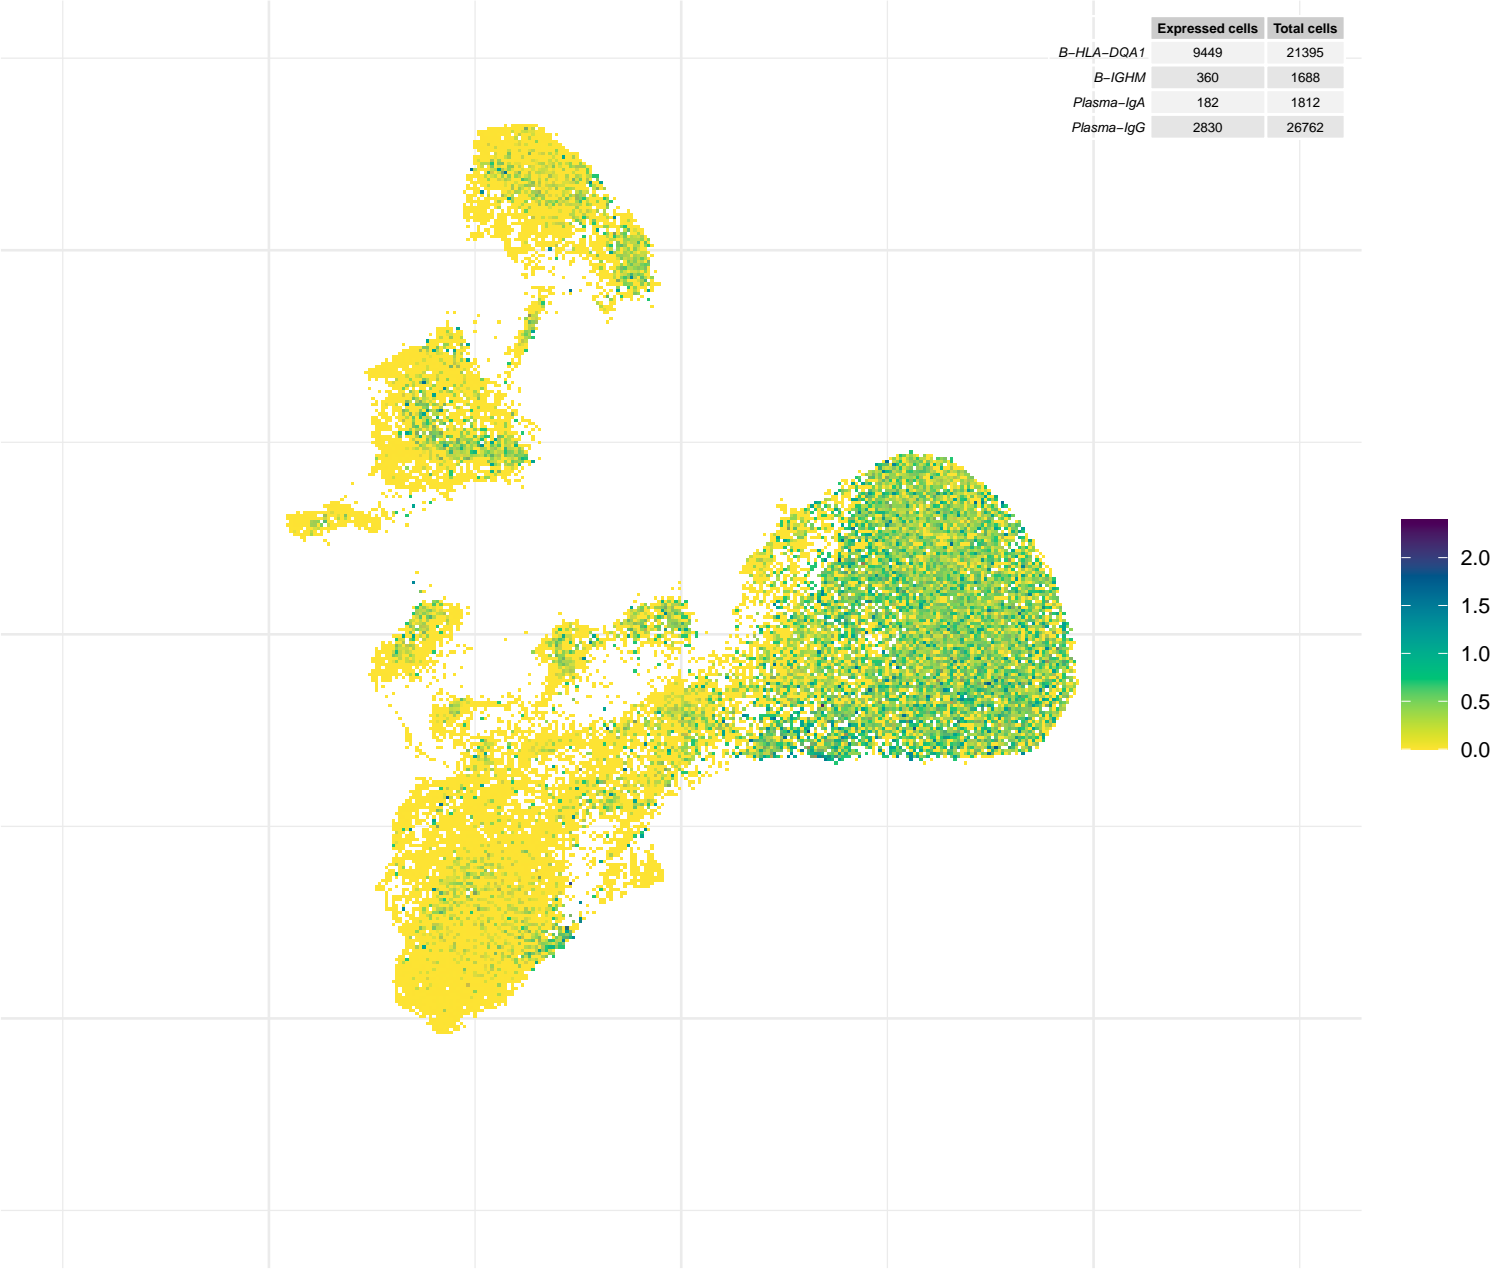 Expressed cells Total cells
B−HLA−DQA1 9449 21395
B−IGHM 360 1688
Plasma−IgA 182 1812
Plasma−IgG 2830 26762
2.0
1.5
1.0
0.5
0.0